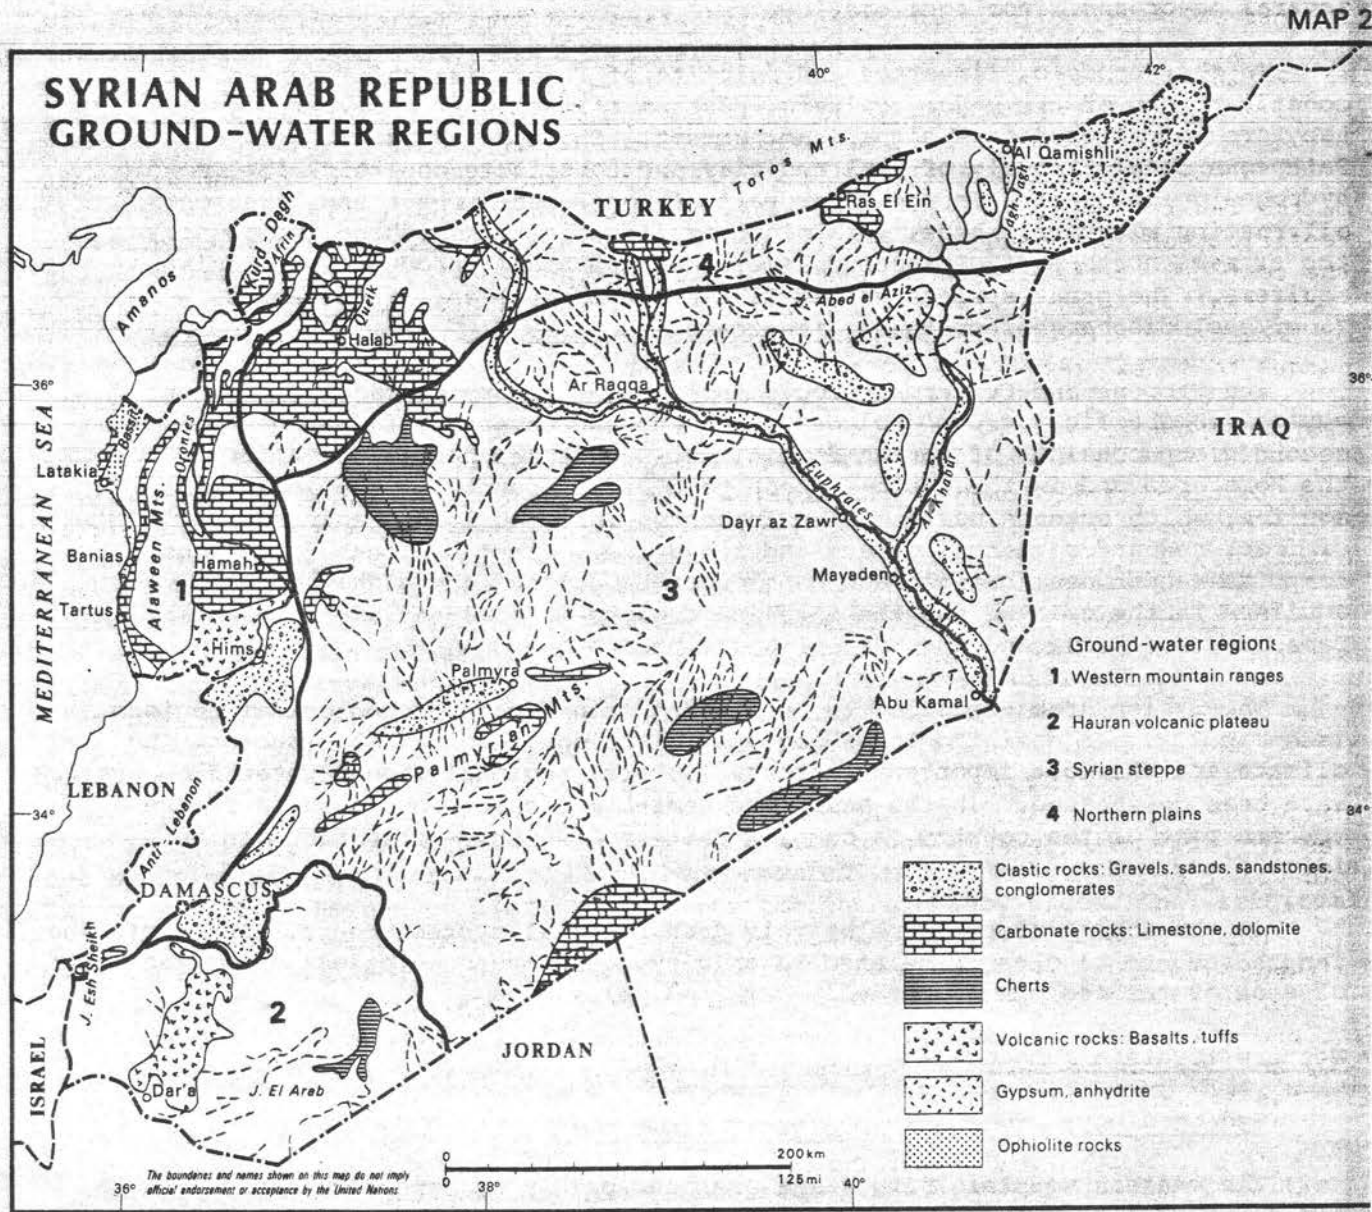 MAP 2
SYRIAN ARAB REPUBLIC
GROUND-WATER REGIONS
40°
42°
Toros Mts.
Al Qamishli
Jagh Jagh
Ras El Ein
TURKEY
Kurd Dagh
Afrin
Amanos
4
J. Abed el Aziz
Queik
Halab
36°
36°
Ar Raqqa
MEDITERRANEAN SEA
IRAQ
Bassit
Orontes
Latakia
Euphrates
Dayr az Zawr
Alaween Mts.
Banias
Hamah
Mayaden
1
3
Tartus
Hims
Palmyra
Abu Kamal
Palmyrian Mts.
Ground-water regions
1 Western mountain ranges
2 Hauran volcanic plateau
3 Syrian steppe
4 Northern plains
LEBANON
Anti Lebanon
34°
34°
DAMASCUS
Clastic rocks: Gravels, sands, sandstones,
conglomerates
Carbonate rocks: Limestone, dolomite
Cherts
Volcanic rocks: Basalts, tuffs
Gypsum, anhydrite
Ophiolite rocks
J. Esh Sheikh
2
JORDAN
ISRAEL
Dar'a
J. El Arab
The boundaries and names shown on this map do not imply
official endorsement or acceptance by the United Nations.
0 200 km
0 125 mi
36°
38°
40°